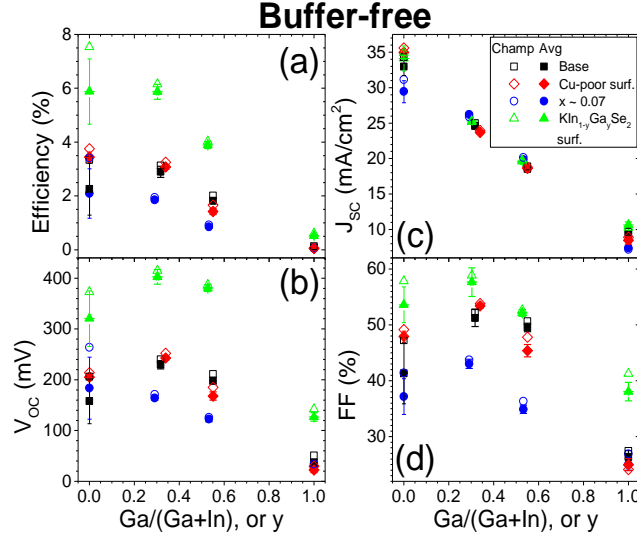 Buffer-free
8
6
4
2
0
Efficiency (%)
(a)
35
30
25
20
15
10
J_SC (mA/cm²)
(c)
Champ Avg
Base
Cu-poor surf.
x ~ 0.07
KIn₁₋yGaySe₂
surf.
400
300
200
100
0
V_OC (mV)
(b)
0.0 0.2 0.4 0.6 0.8 1.0
Ga/(Ga+In), or y
60
50
40
30
FF (%)
(d)
0.0 0.2 0.4 0.6 0.8 1.0
Ga/(Ga+In), or y